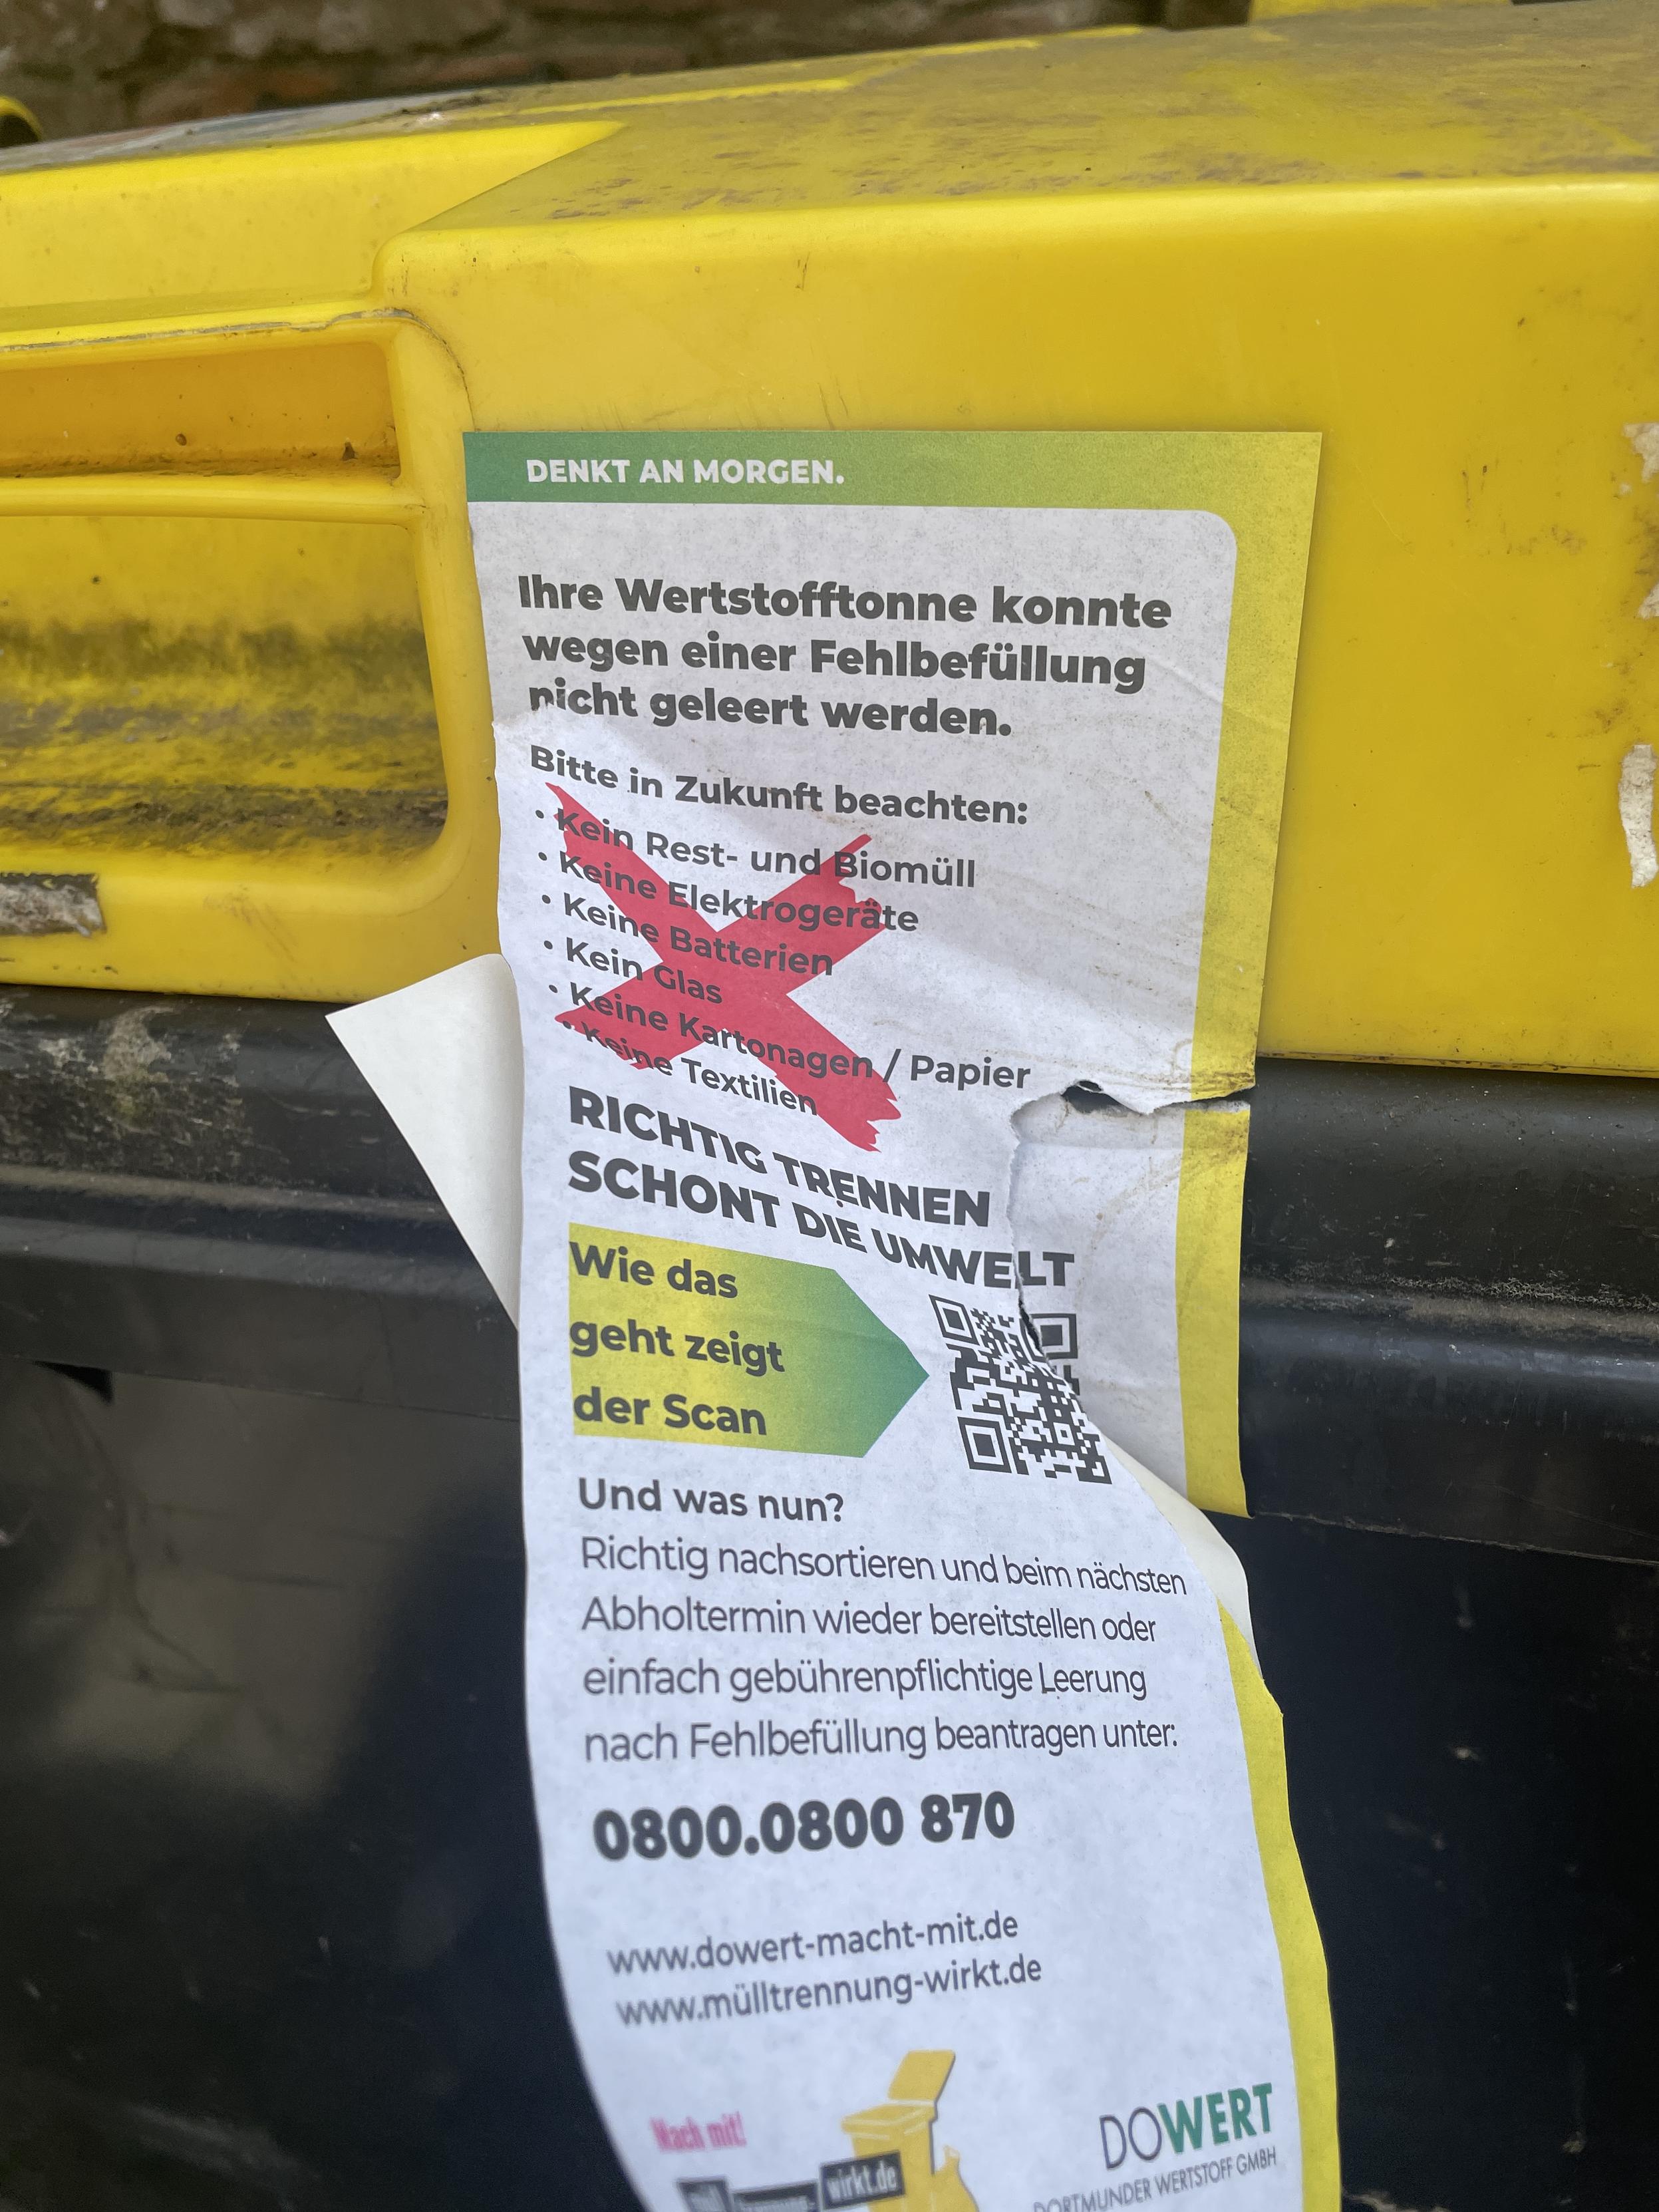 DENKT AN MORGEN.
Ihre Wertstofftonne konnte
wegen einer Fehlbefüllung
nicht geleert werden.
Bitte in Zukunft beachten:
• Kein Rest- und Biomüll
• Keine Elektrogeräte
• Keine Batterien
• Kein Glas
• Keine Kartonagen / Papier
• Keine Textilien
RICHTIG TRENNEN
SCHONT DIE UMWELT
Wie das
geht zeigt
der Scan
Und was nun?
Richtig nachsortieren und beim nächsten
Abholtermin wieder bereitstellen oder
einfach gebührenpflichtige Leerung
nach Fehlbefüllung beantragen unter:
0800.0800 870
www.dowert-macht-mit.de
www.mülltrennung-wirkt.de
mit!
wirkt.de
DOWERT
DORTMUNDER WERTSTOFF GMBH